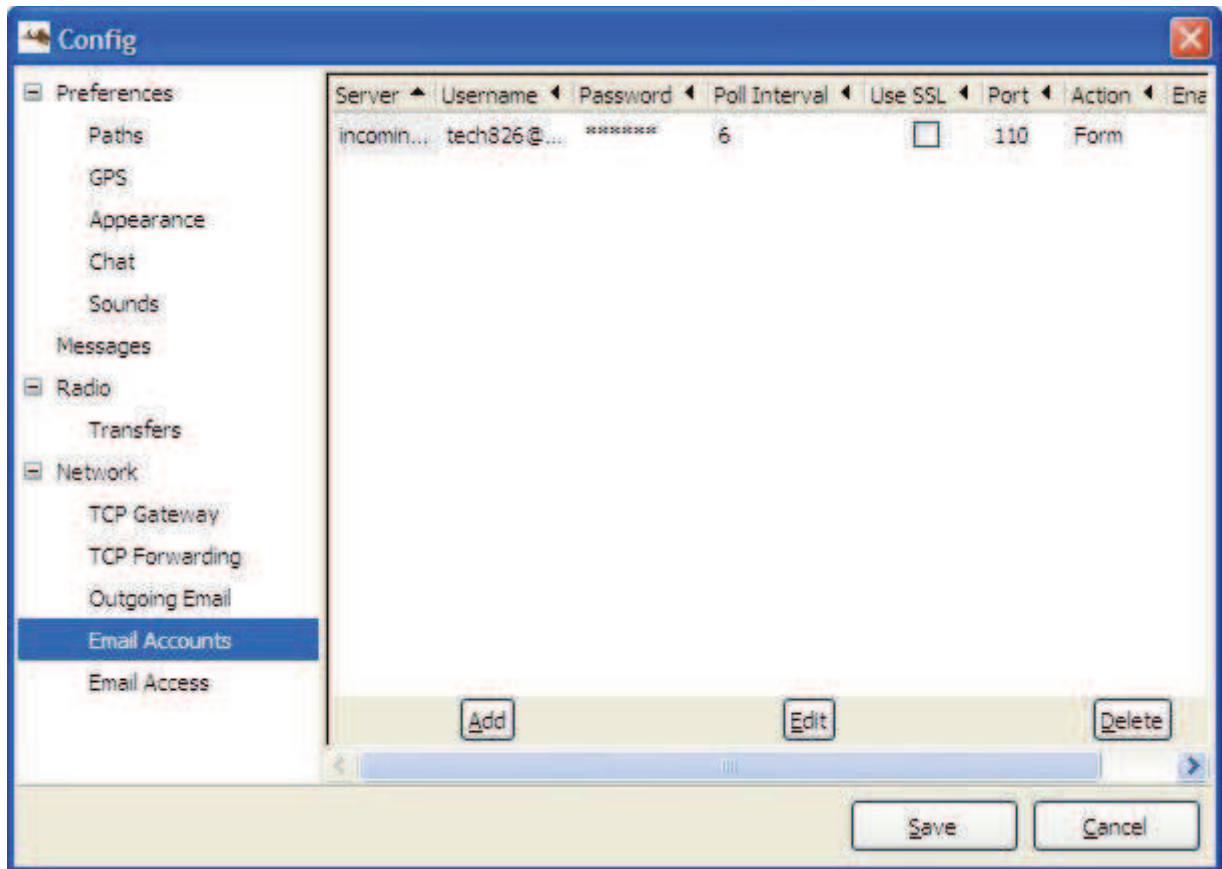 Config
Preferences
Paths
GPS
Appearance
Chat
Sounds
Messages
Radio
Transfers
Network
TCP Gateway
TCP Forwarding
Outgoing Email
Email Accounts
Email Access
Server Username Password Poll Interval Use SSL Port Action Ena
incomin... tech826@... ****** 6 110 Form
Add Edit Delete
Save Cancel